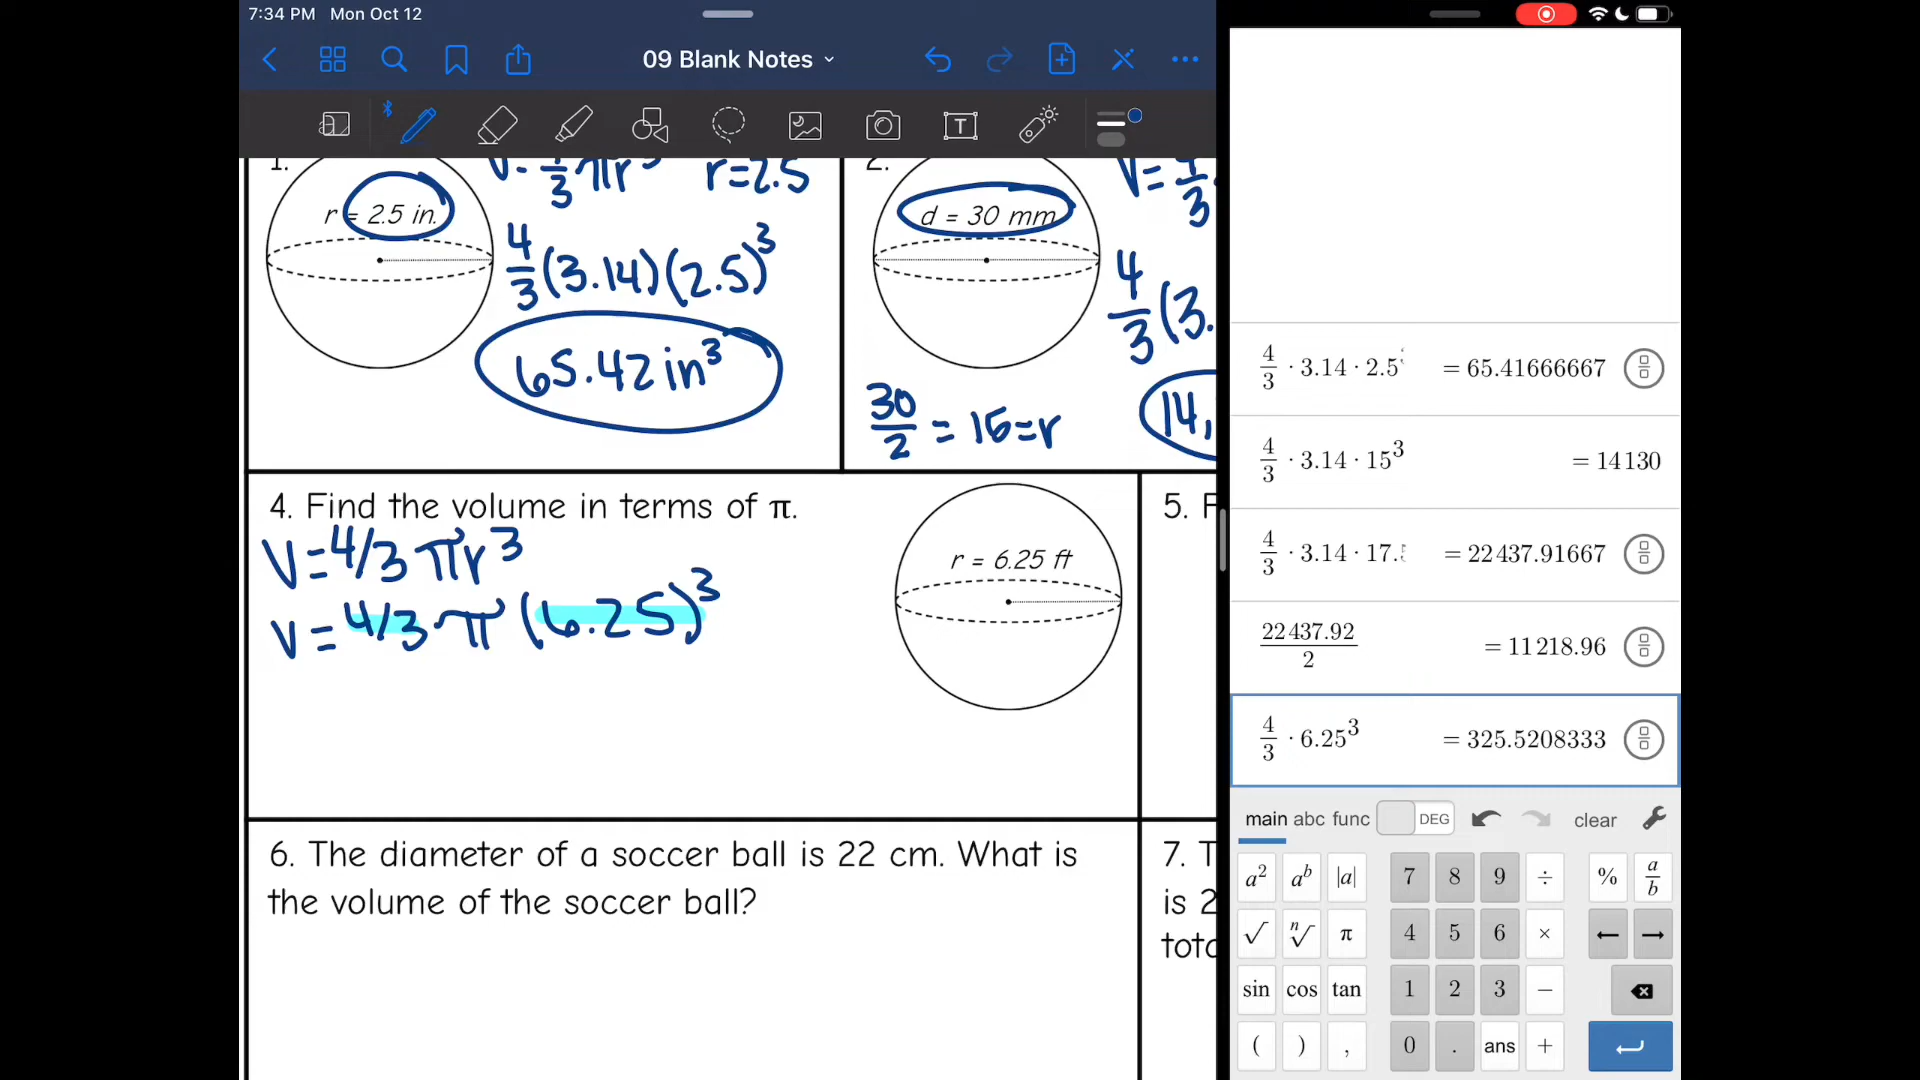 7:34 PM Mon Oct 12
09 Blank Notes
1.
V=4/3πr³ r=2.5
r = 2.5 in.
4/3(3.14)(2.5)³
65.42 in³
2.
V=4/3
d = 30 mm
4/3(3.
30/2 = 15=r
14,
4. Find the volume in terms of π.
V=4/3 πr³
V=4/3 π (6.25)³
r = 6.25 ft
5. F
6. The diameter of a soccer ball is 22 cm. What is
the volume of the soccer ball?
7. T
is 2
tota
4/3 · 3.14 · 2.5³ = 65.41666667
4/3 · 3.14 · 15³ = 14130
4/3 · 3.14 · 17.5 = 22437.91667
22437.92/2 = 11218.96
4/3 · 6.25³ = 325.5208333
main abc func DEG clear
a² aᵇ |a| 7 8 9 ÷ % a/b
√ ⁿ√ π 4 5 6 × ← →
sin cos tan 1 2 3 −
( ) , 0 . ans +